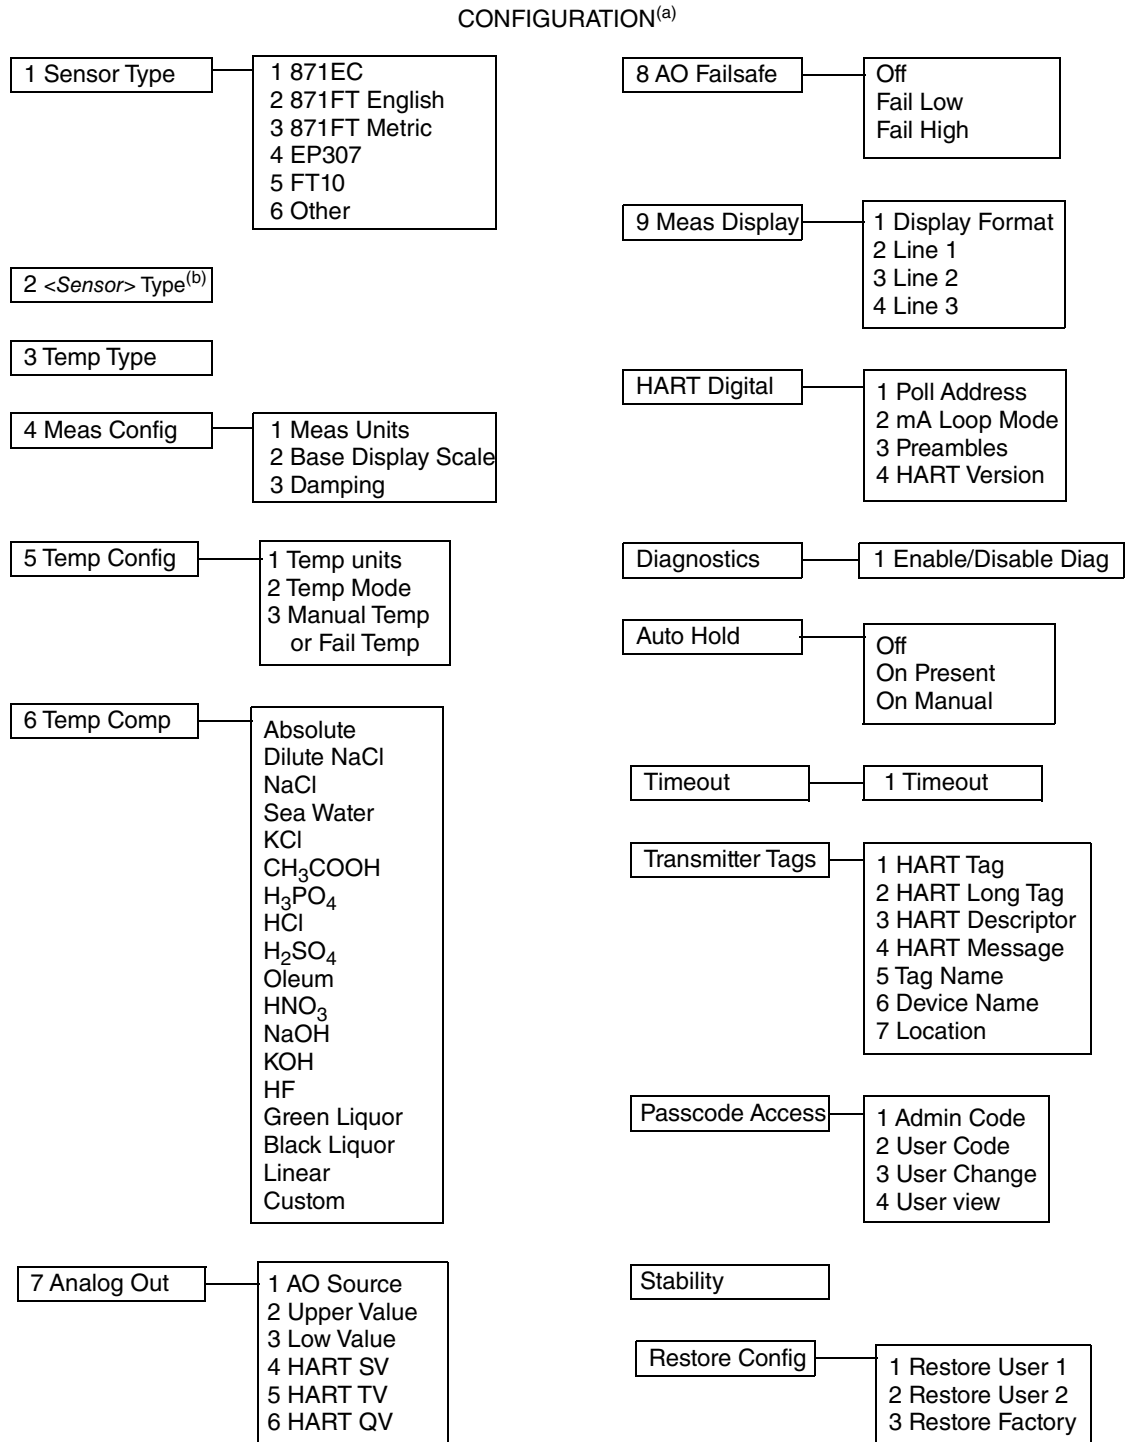 CONFIGURATION(a)
1 Sensor Type
1 871EC
2 871FT English
3 871FT Metric
4 EP307
5 FT10
6 Other
2 <Sensor> Type(b)
3 Temp Type
4 Meas Config
1 Meas Units
2 Base Display Scale
3 Damping
5 Temp Config
1 Temp units
2 Temp Mode
3 Manual Temp
or Fail Temp
6 Temp Comp
Absolute
Dilute NaCl
NaCl
Sea Water
KCl
CH3COOH
H3PO4
HCl
H2SO4
Oleum
HNO3
NaOH
KOH
HF
Green Liquor
Black Liquor
Linear
Custom
7 Analog Out
1 AO Source
2 Upper Value
3 Low Value
4 HART SV
5 HART TV
6 HART QV
8 AO Failsafe
Off
Fail Low
Fail High
9 Meas Display
1 Display Format
2 Line 1
3 Line 2
4 Line 3
HART Digital
1 Poll Address
2 mA Loop Mode
3 Preambles
4 HART Version
Diagnostics
1 Enable/Disable Diag
Auto Hold
Off
On Present
On Manual
Timeout
1 Timeout
Transmitter Tags
1 HART Tag
2 HART Long Tag
3 HART Descriptor
4 HART Message
5 Tag Name
6 Device Name
7 Location
Passcode Access
1 Admin Code
2 User Code
3 User Change
4 User view
Stability
Restore Config
1 Restore User 1
2 Restore User 2
3 Restore Factory